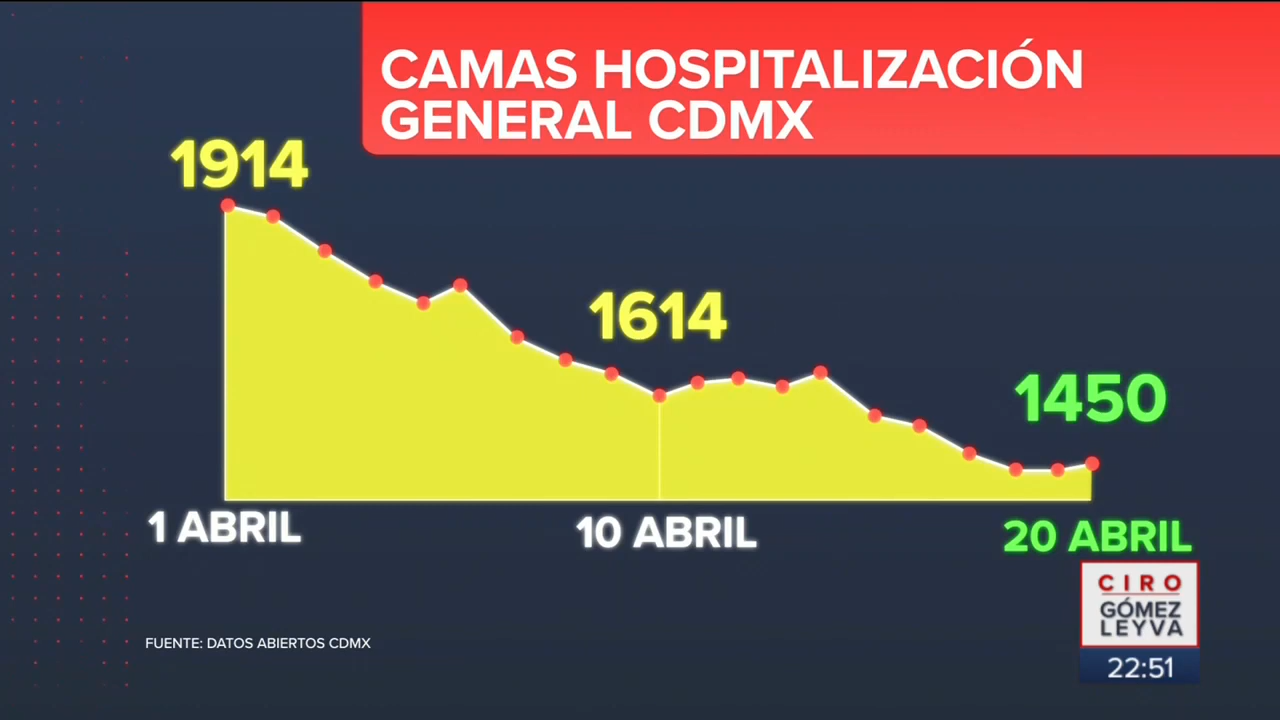 CAMAS HOSPITALIZACIÓN
GENERAL CDMX
1914
1614
1450
1 ABRIL
10 ABRIL
20 ABRIL
FUENTE: DATOS ABIERTOS CDMX
CIRO
GÓMEZ
LEYVA
22:51